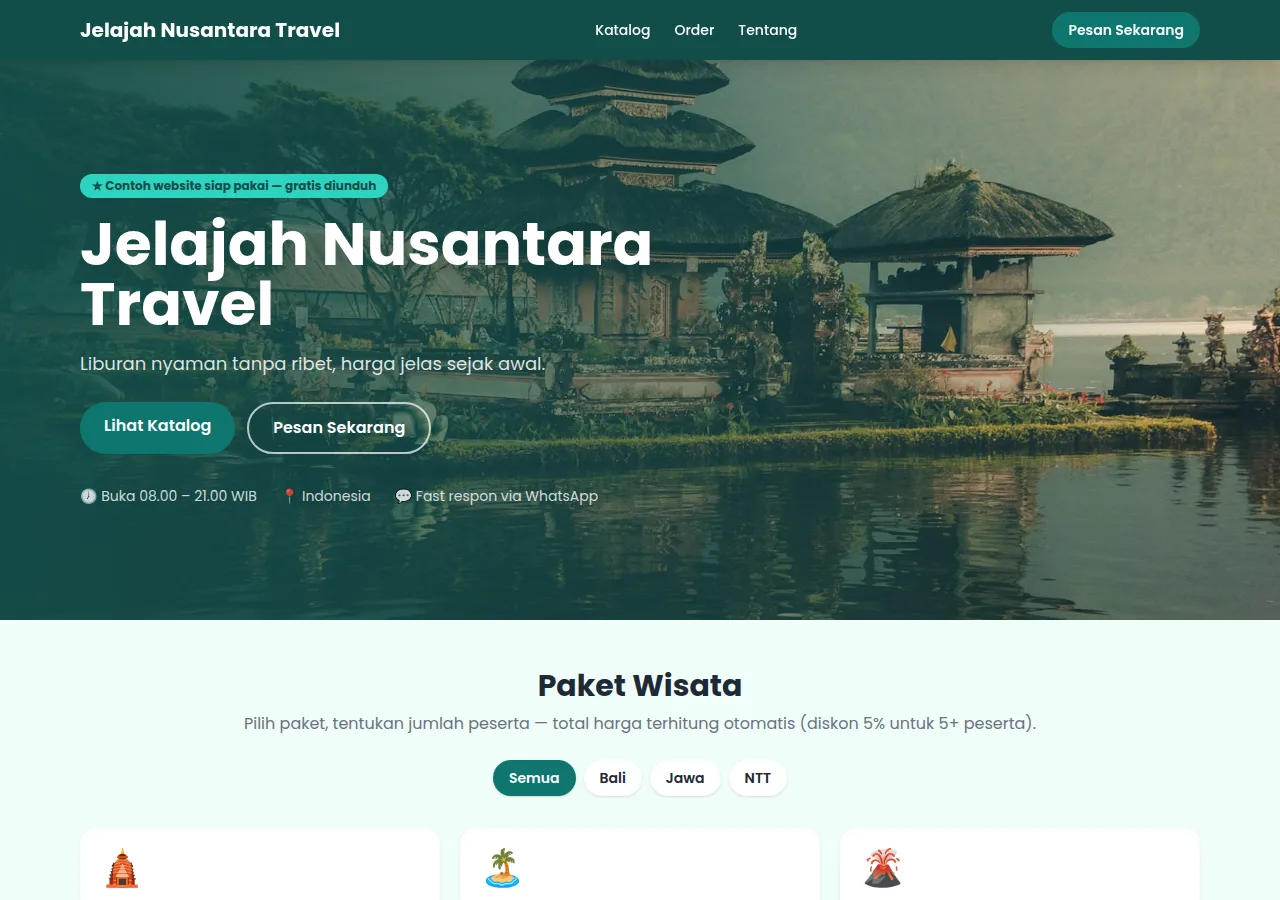 Jelajah Nusantara Travel
Katalog
Order
Tentang
Pesan Sekarang
★ Contoh website siap pakai — gratis diunduh
Jelajah Nusantara
Travel
Liburan nyaman tanpa ribet, harga jelas sejak awal.
Lihat Katalog
Pesan Sekarang
Buka 08.00 – 21.00 WIB
Indonesia
Fast respon via WhatsApp
Paket Wisata
Pilih paket, tentukan jumlah peserta — total harga terhitung otomatis (diskon 5% untuk 5+ peserta).
Semua
Bali
Jawa
NTT